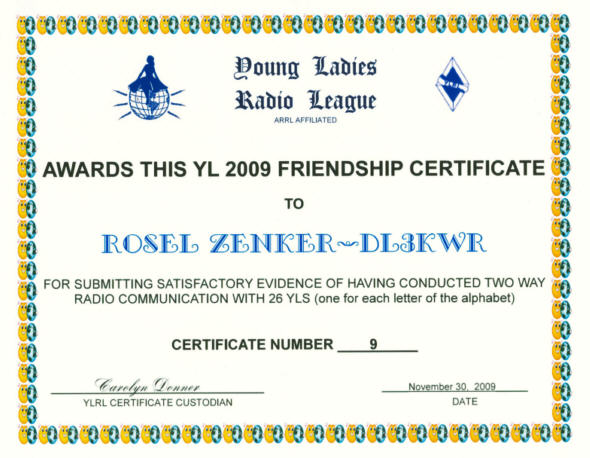 Young Ladies
Radio League
ARRL AFFILIATED
AWARDS THIS YL 2009 FRIENDSHIP CERTIFICATE
TO
ROSEL ZENKER~DL3KWR
FOR SUBMITTING SATISFACTORY EVIDENCE OF HAVING CONDUCTED TWO WAY
RADIO COMMUNICATION WITH 26 YLS (one for each letter of the alphabet)
CERTIFICATE NUMBER 9
Carolyn Donner November 30, 2009
YLRL CERTIFICATE CUSTODIAN DATE